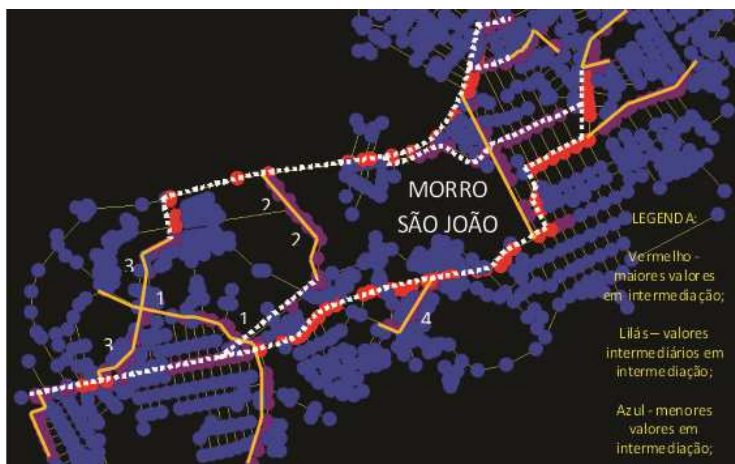 MORRO
SÃO JOÃO
2
2
3
1
1
3
4
LEGENDA:
Vermelho -
maiores valores
em intermediação;
Lilás – valores
intermediários em
intermediação;
Azul - menores
valores em
intermediação;